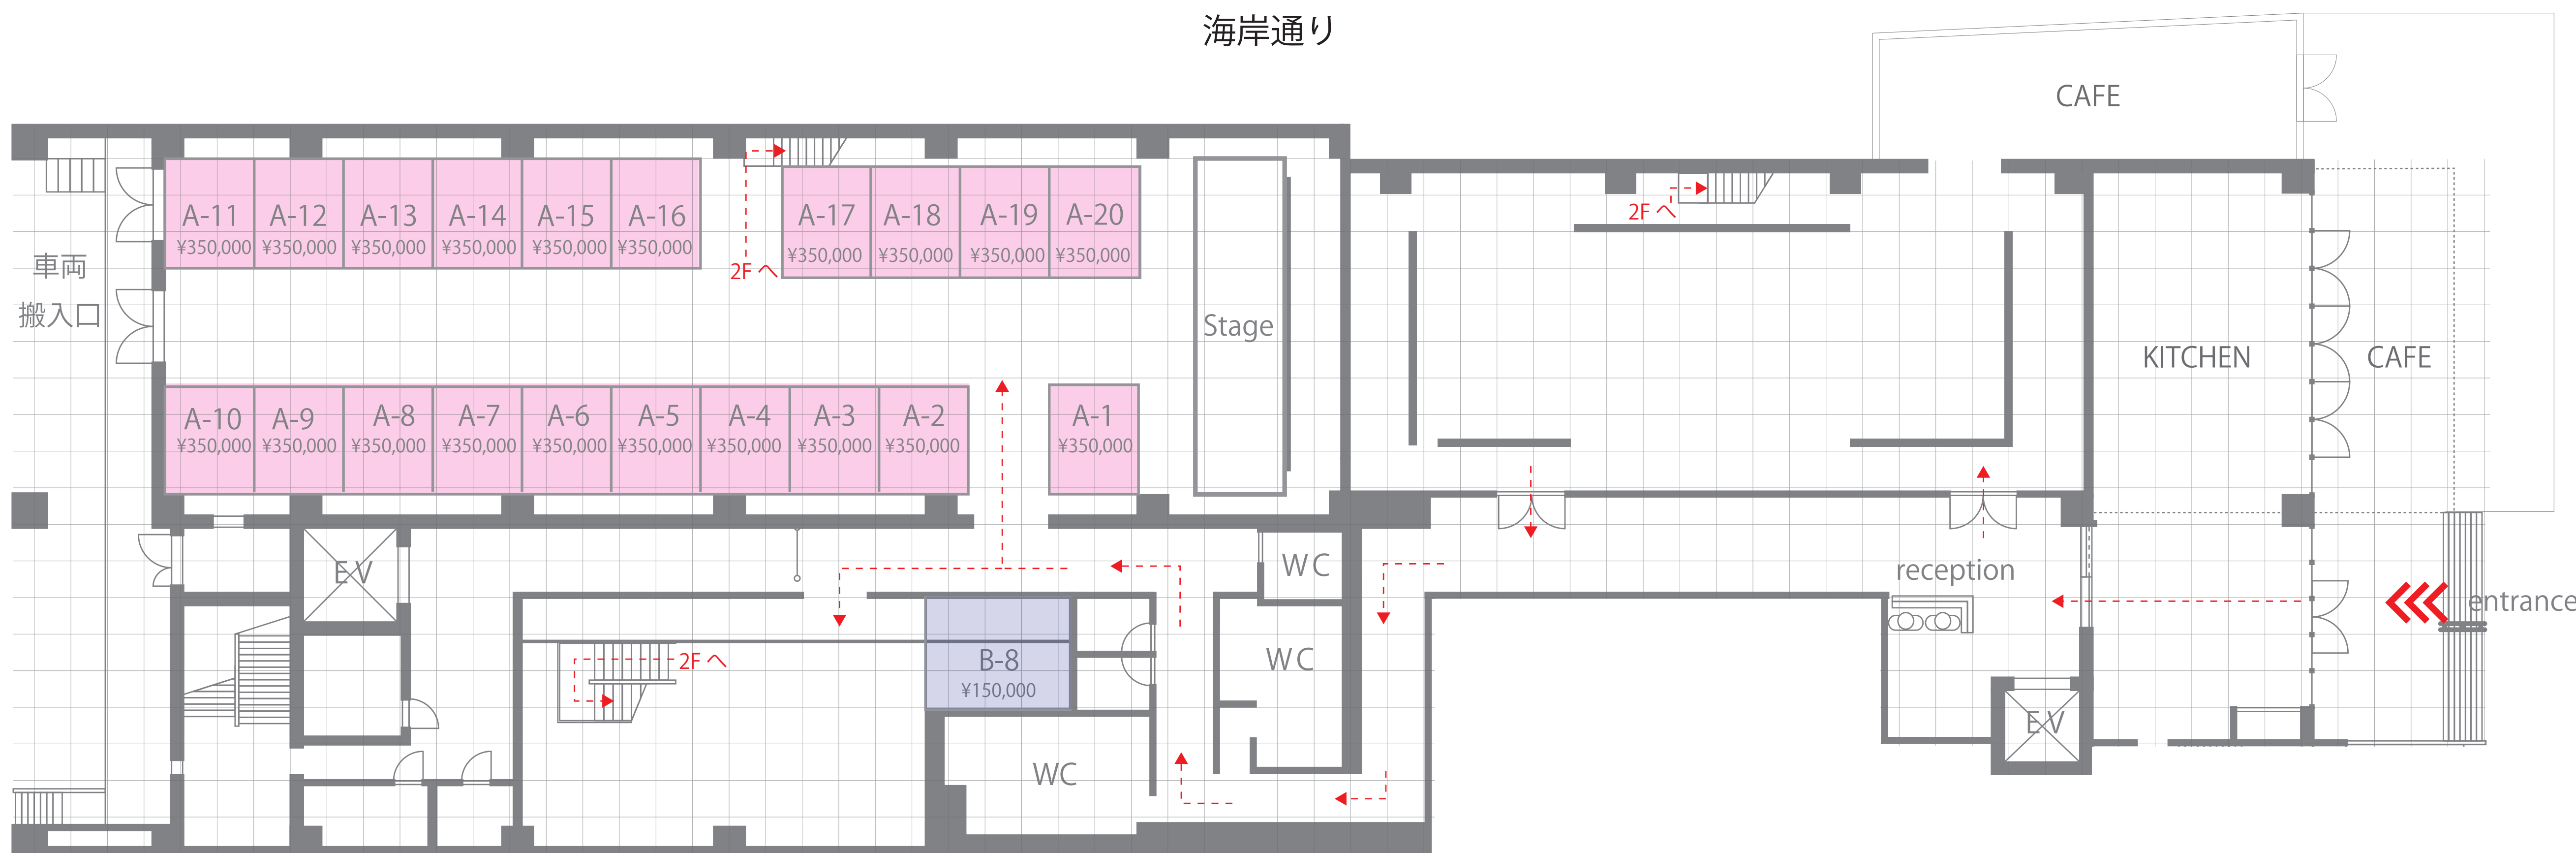 海岸通り
CAFE
A-11
¥350,000
A-12
¥350,000
A-13
¥350,000
A-14
¥350,000
A-15
¥350,000
A-16
¥350,000
2F へ
A-17
¥350,000
A-18
¥350,000
A-19
¥350,000
A-20
¥350,000
2F へ
車両
搬入口
Stage
KITCHEN
CAFE
A-10
¥350,000
A-9
¥350,000
A-8
¥350,000
A-7
¥350,000
A-6
¥350,000
A-5
¥350,000
A-4
¥350,000
A-3
¥350,000
A-2
¥350,000
A-1
¥350,000
EV
WC
reception
entrance
2F へ
B-8
¥150,000
WC
EV
WC